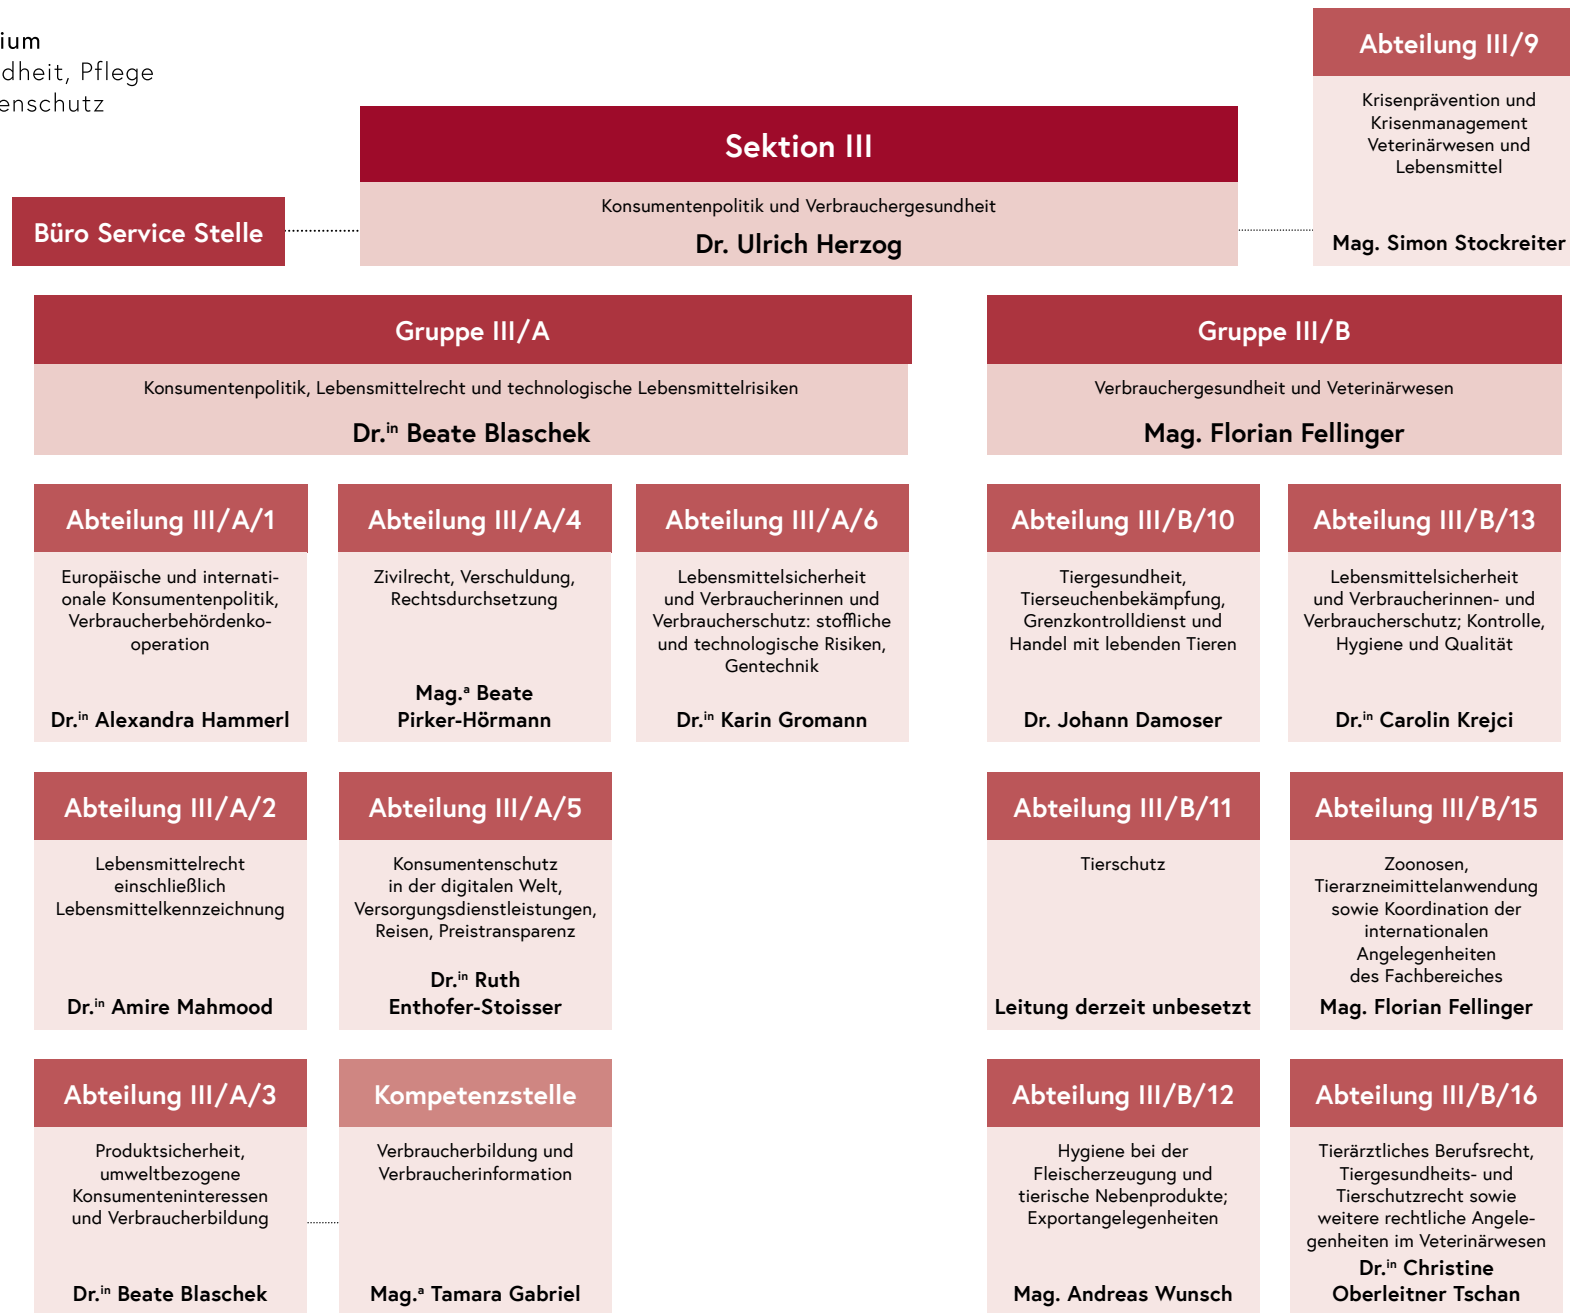 ium
dheit, Pflege
enschutz
Abteilung III/9
Krisenprävention und
Krisenmanagement
Veterinärwesen und
Lebensmittel
Mag. Simon Stockreiter
Sektion III
Konsumentenpolitik und Verbrauchergesundheit
Dr. Ulrich Herzog
Büro Service Stelle
Gruppe III/A
Konsumentenpolitik, Lebensmittelrecht und technologische Lebensmittelrisiken
Dr.in Beate Blaschek
Gruppe III/B
Verbrauchergesundheit und Veterinärwesen
Mag. Florian Fellinger
Abteilung III/A/1
Europäische und internati-
onale Konsumentenpolitik,
Verbraucherbehördenko-
operation
Dr.in Alexandra Hammerl
Abteilung III/A/4
Zivilrecht, Verschuldung,
Rechtsdurchsetzung
Mag.a Beate
Pirker-Hörmann
Abteilung III/A/6
Lebensmittelsicherheit
und Verbraucherinnen und
Verbraucherschutz: stoffliche
und technologische Risiken,
Gentechnik
Dr.in Karin Gromann
Abteilung III/B/10
Tiergesundheit,
Tierseuchenbekämpfung,
Grenzkontrolldienst und
Handel mit lebenden Tieren
Dr. Johann Damoser
Abteilung III/B/13
Lebensmittelsicherheit
und Verbraucherinnen- und
Verbraucherschutz; Kontrolle,
Hygiene und Qualität
Dr.in Carolin Krejci
Abteilung III/A/2
Lebensmittelrecht
einschließlich
Lebensmittelkennzeichnung
Dr.in Amire Mahmood
Abteilung III/A/5
Konsumentenschutz
in der digitalen Welt,
Versorgungsdienstleistungen,
Reisen, Preistransparenz
Dr.in Ruth
Enthofer-Stoisser
Abteilung III/B/11
Tierschutz
Leitung derzeit unbesetzt
Abteilung III/B/15
Zoonosen,
Tierarzneimittelanwendung
sowie Koordination der
internationalen
Angelegenheiten
des Fachbereiches
Mag. Florian Fellinger
Abteilung III/A/3
Produktsicherheit,
umweltbezogene
Konsumenteninteressen
und Verbraucherbildung
Dr.in Beate Blaschek
Kompetenzstelle
Verbraucherbildung und
Verbraucherinformation
Mag.a Tamara Gabriel
Abteilung III/B/12
Hygiene bei der
Fleischerzeugung und
tierische Nebenprodukte;
Exportangelegenheiten
Mag. Andreas Wunsch
Abteilung III/B/16
Tierärztliches Berufsrecht,
Tiergesundheits- und
Tierschutzrecht sowie
weitere rechtliche Angele-
genheiten im Veterinärwesen
Dr.in Christine
Oberleitner Tschan